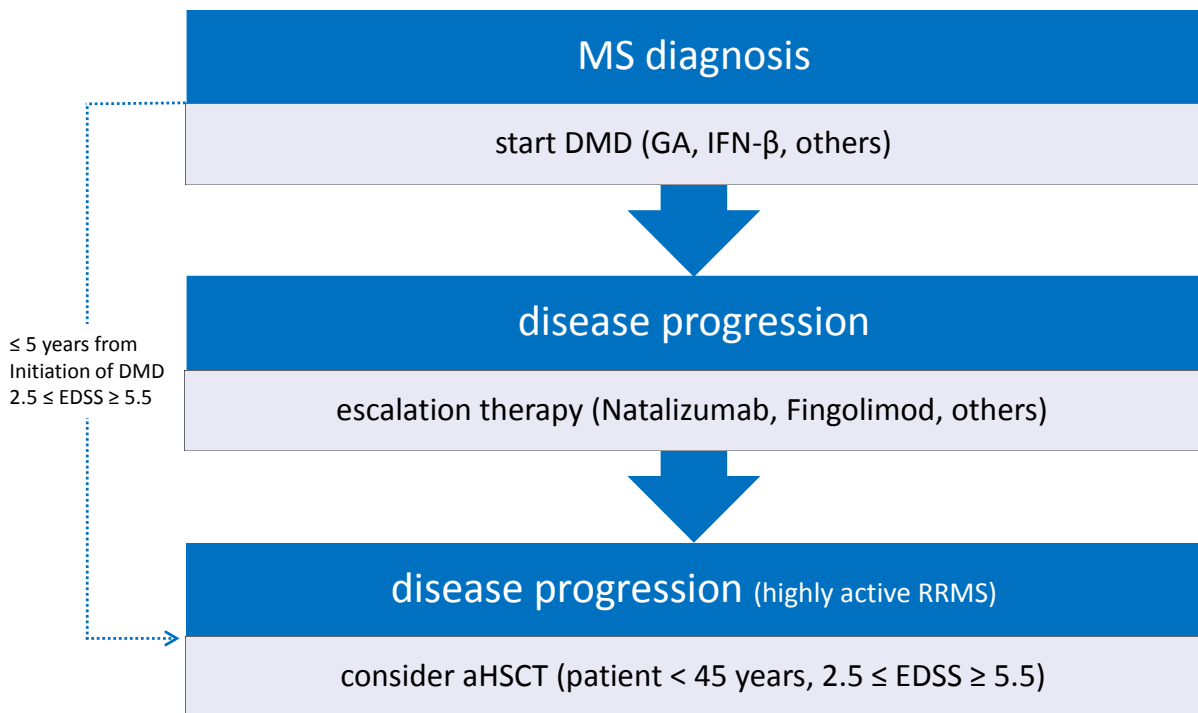 MS diagnosis
start DMD (GA, IFN-β, others)
disease progression
≤ 5 years from
Initiation of DMD
2.5 ≤ EDSS ≥ 5.5
escalation therapy (Natalizumab, Fingolimod, others)
disease progression (highly active RRMS)
consider aHSCT (patient < 45 years, 2.5 ≤ EDSS ≥ 5.5)